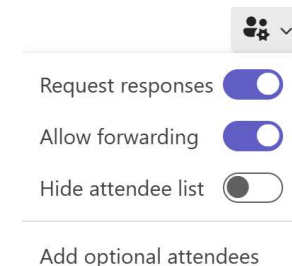 Request responses
Allow forwarding
Hide attendee list
Add optional attendees